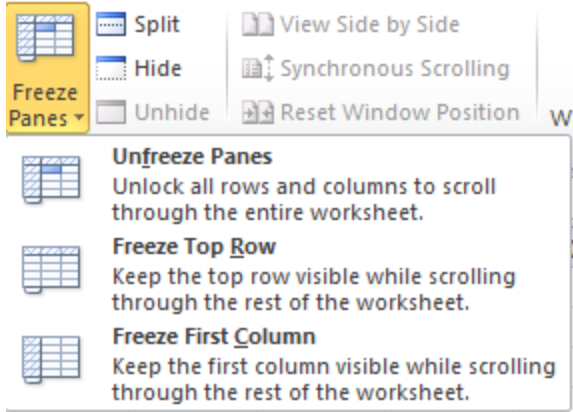 Split
View Side by Side
Hide
Synchronous Scrolling
Freeze
Panes
Unhide
Reset Window Position
W
Unfreeze Panes
Unlock all rows and columns to scroll
through the entire worksheet.
Freeze Top Row
Keep the top row visible while scrolling
through the rest of the worksheet.
Freeze First Column
Keep the first column visible while scrolling
through the rest of the worksheet.